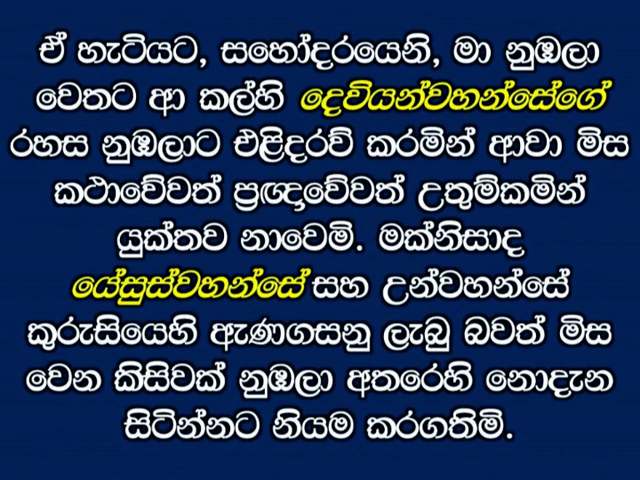 ඒ හැටියට, සහෝදරයෙනි, මා නුඹලා
වෙතට ආ කල්හි දෙවියන්වහන්සේගේ
රහස නුඹලාට එළිදරව් කරමින් ආවා මිස
කථාවේවත් ප්‍රඥාවේවත් උතුම්කමින්
යුක්තව නාවෙමි. මක්නිසාද
යේසුස්වහන්සේ සහ උන්වහන්සේ
කුරුසියෙහි ඇණගසනු ලැබු බවත් මිස
වෙන කිසිවක් නුඹලා අතරෙහි නොදැන
සිටින්නට නියම කරගතිමි.